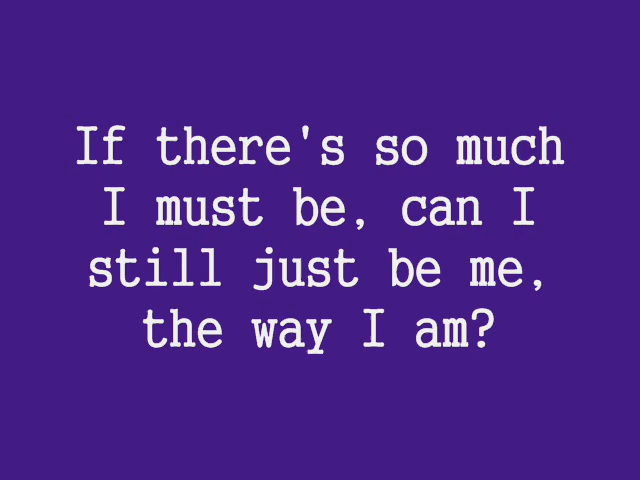 If there's so much
I must be, can I
still just be me,
the way I am?